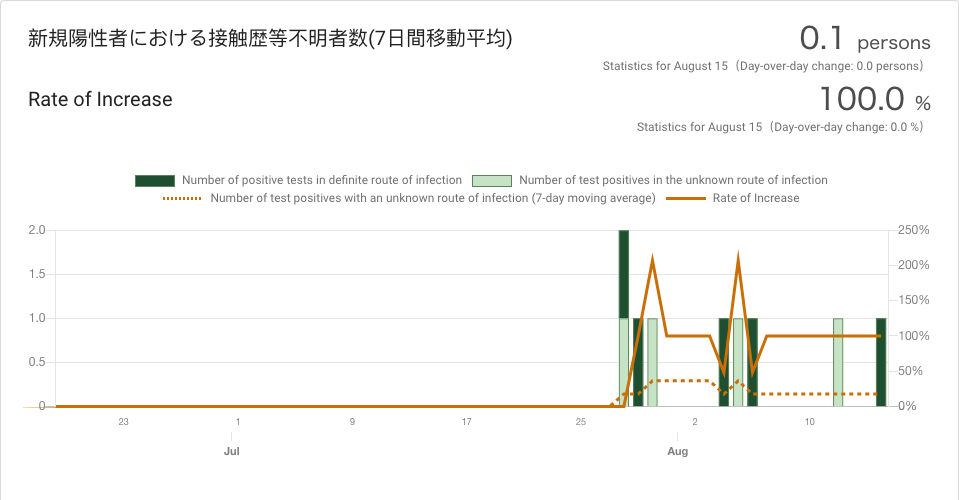 新規陽性者における接触歴等不明者数(7日間移動平均)
0.1 persons
Statistics for August 15（Day-over-day change: 0.0 persons）
Rate of Increase
100.0 %
Statistics for August 15（Day-over-day change: 0.0 %）
Number of positive tests in definite route of infection
Number of test positives in the unknown route of infection
Number of test positives with an unknown route of infection (7-day moving average)
Rate of Increase
2.0
1.5
1.0
0.5
0
250%
200%
150%
100%
50%
0%
23 1 9 17 25 2 10
Jul Aug